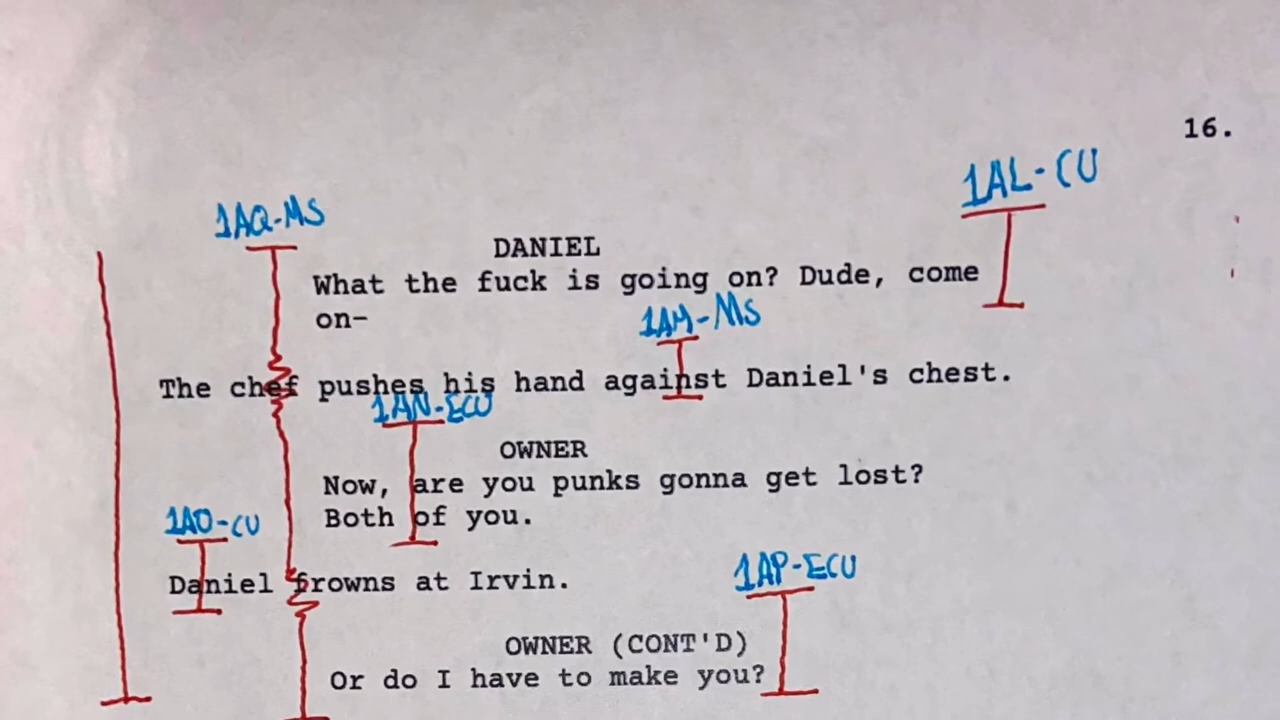 16.
1AL-CU
1AQ-MS
DANIEL
What the fuck is going on? Dude, come
on-
1AM-MS
The chef pushes his hand against Daniel's chest.
1AN-ECU
OWNER
Now, are you punks gonna get lost?
Both of you.
1AO-CU
1AP-ECU
Daniel frowns at Irvin.
OWNER (CONT'D)
Or do I have to make you?